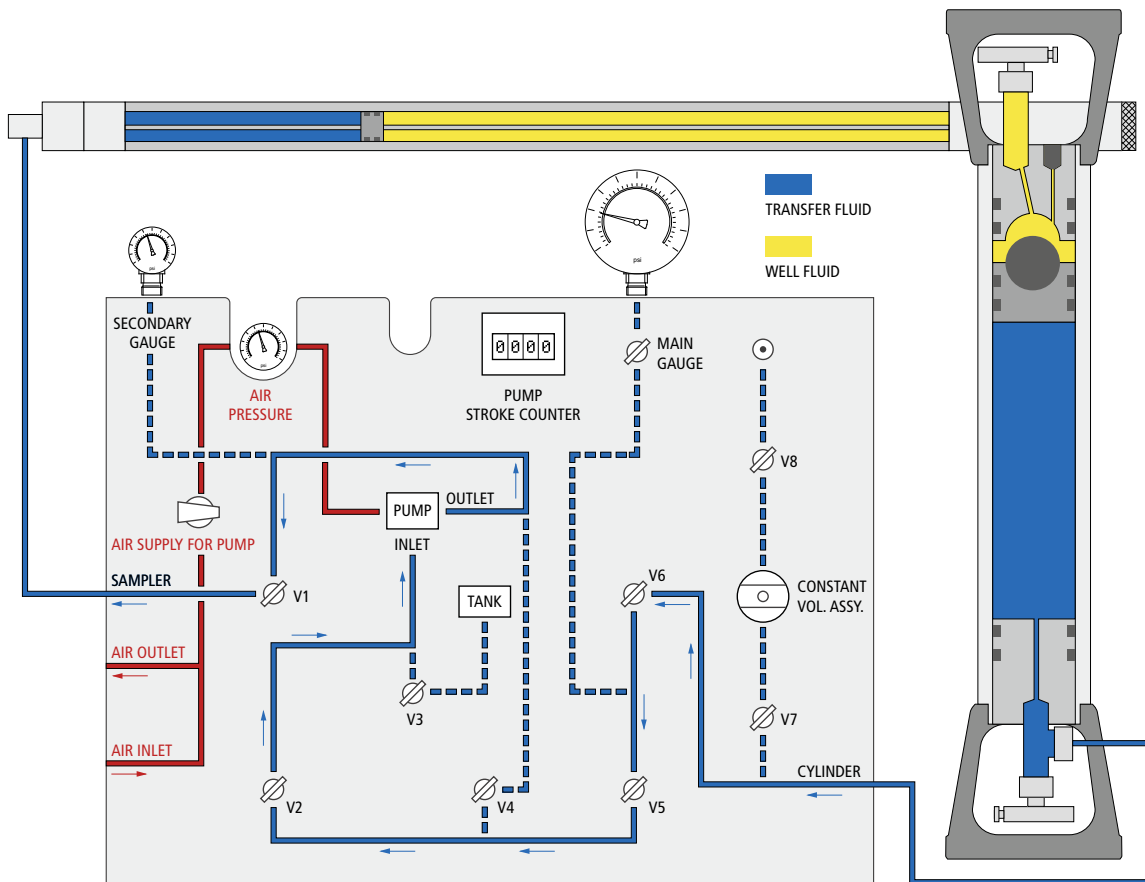 TRANSFER FLUID
WELL FLUID
psi
psi
psi
SECONDARY
GAUGE
AIR
PRESSURE
0000
PUMP
STROKE COUNTER
MAIN
GAUGE
V8
PUMP
OUTLET
INLET
AIR SUPPLY FOR PUMP
SAMPLER
V1
TANK
V6
CONSTANT
VOL. ASSY.
AIR OUTLET
V3
V7
AIR INLET
CYLINDER
V2
V4
V5